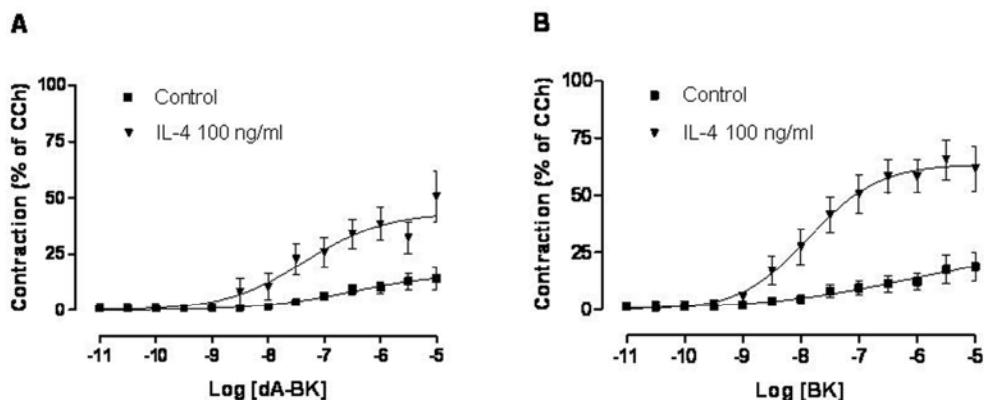 A
Contraction (% of CCh)
100
75
50
25
0
Control
IL-4 100 ng/ml
-11 -10 -9 -8 -7 -6 -5
Log [dA-BK]
B
Contraction (% of CCh)
100
75
50
25
0
Control
IL-4 100 ng/ml
-11 -10 -9 -8 -7 -6 -5
Log [BK]